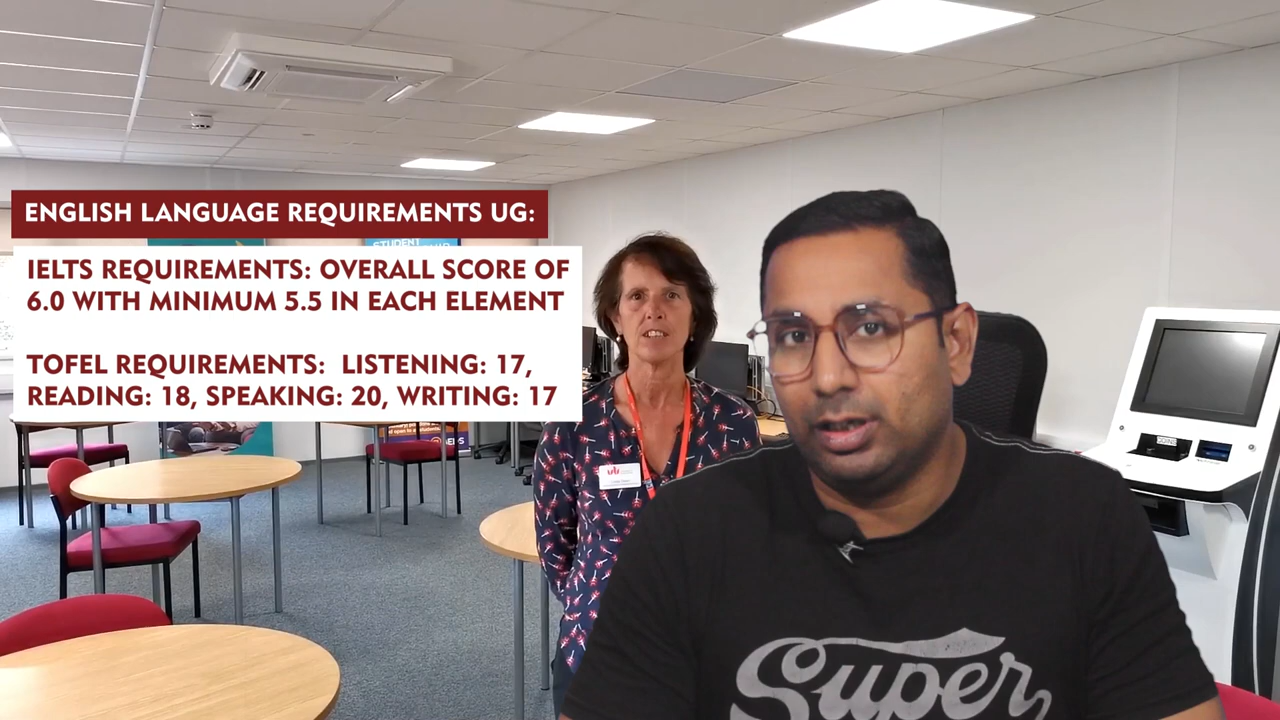 ENGLISH LANGUAGE REQUIREMENTS UG:
STUDENT
IELTS REQUIREMENTS: OVERALL SCORE OF
6.0 WITH MINIMUM 5.5 IN EACH ELEMENT
TOFEL REQUIREMENTS: LISTENING: 17,
READING: 18, SPEAKING: 20, WRITING: 17
Super